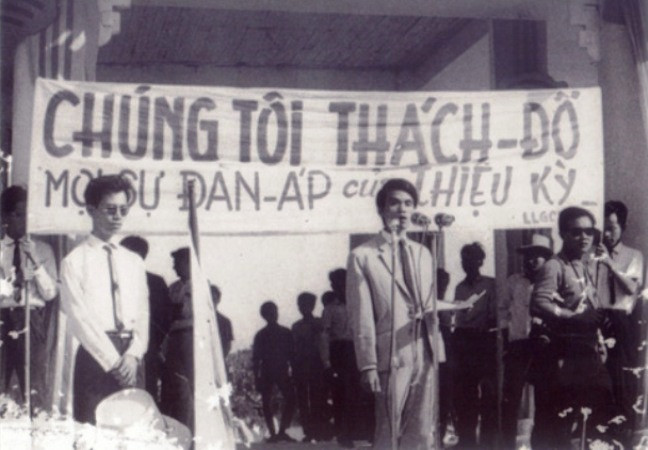 CHÚNG TÔI THÁCH-ĐỐ
MỌI SỰ ĐÀN-ÁP của THIỆU KỲ